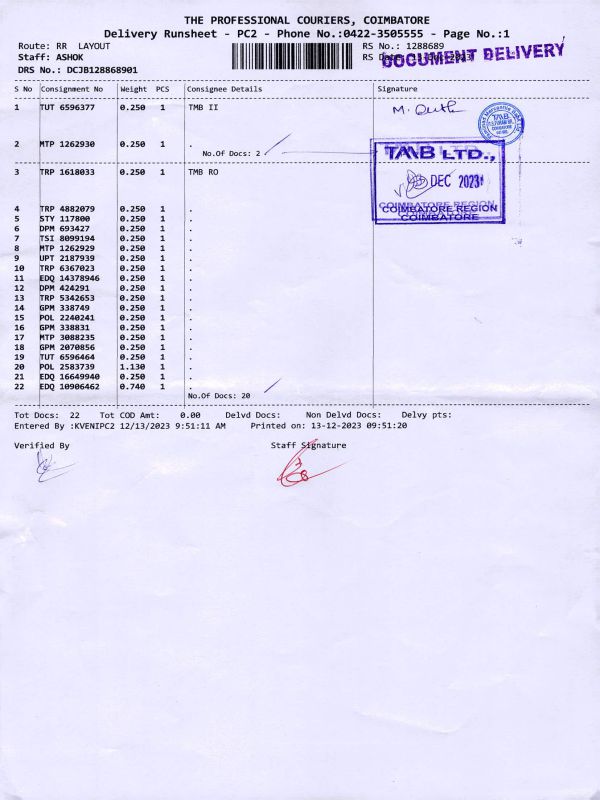 THE PROFESSIONAL COURIERS, COIMBATORE
Delivery Runsheet - PC2 - Phone No.:0422-3505555 - Page No.:1
Route: RR LAYOUT
RS No.: 1288689
Staff: ASHOK
RS
DOCUMENT DELIVERY
DRS No.: DCJB128868901
S No Consignment No Weight PCS Consignee Details Signature
1 TUT 6596377 0.250 1 TMB II
2 MTP 1262930 0.250 1 .
No.Of Docs: 2
3 TRP 1618033 0.250 1 TMB RO
TMB LTD.,
DEC 2023
COIMBATORE REGION
COIMBATORE
4 TRP 4882079 0.250 1 .
5 STY 117800 0.250 1 .
6 DPM 693427 0.250 1 .
7 TSI 8099194 0.250 1 .
8 MTP 1262929 0.250 1 .
9 UPT 2187939 0.250 1 .
10 TRP 6367023 0.250 1 .
11 EDQ 14378946 0.250 1 .
12 DPM 424291 0.250 1 .
13 TRP 5342653 0.250 1 .
14 GPM 338749 0.250 1 .
15 POL 2240241 0.250 1 .
16 GPM 338831 0.250 1 .
17 MTP 3088235 0.250 1 .
18 GPM 2070856 0.250 1 .
19 TUT 6596464 0.250 1 .
20 POL 2583739 1.130 1 .
21 EDQ 16649940 0.250 1 .
22 EDQ 10906462 0.740 1 .
No.Of Docs: 20
Tot Docs: 22 Tot COD Amt: 0.00 Delvd Docs: Non Delvd Docs: Delvy pts:
Entered By :KVENIPC2 12/13/2023 9:51:11 AM Printed on: 13-12-2023 09:51:20
Verified By Staff Signature